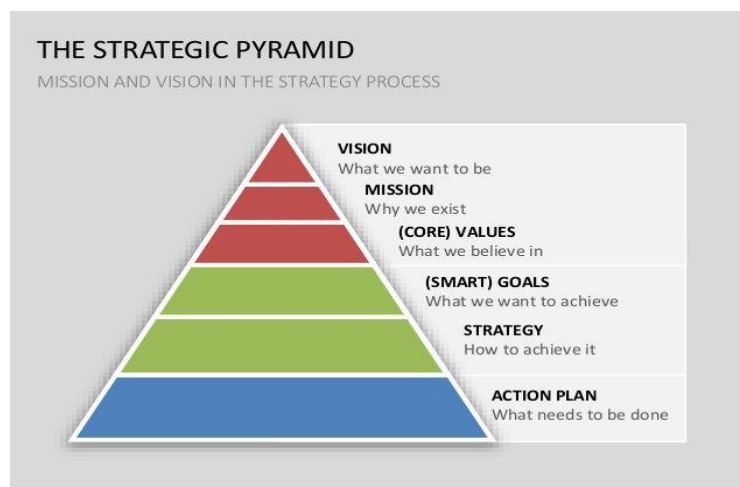 THE STRATEGIC PYRAMID
MISSION AND VISION IN THE STRATEGY PROCESS
VISION
What we want to be
MISSION
Why we exist
(CORE) VALUES
What we believe in
(SMART) GOALS
What we want to achieve
STRATEGY
How to achieve it
ACTION PLAN
What needs to be done